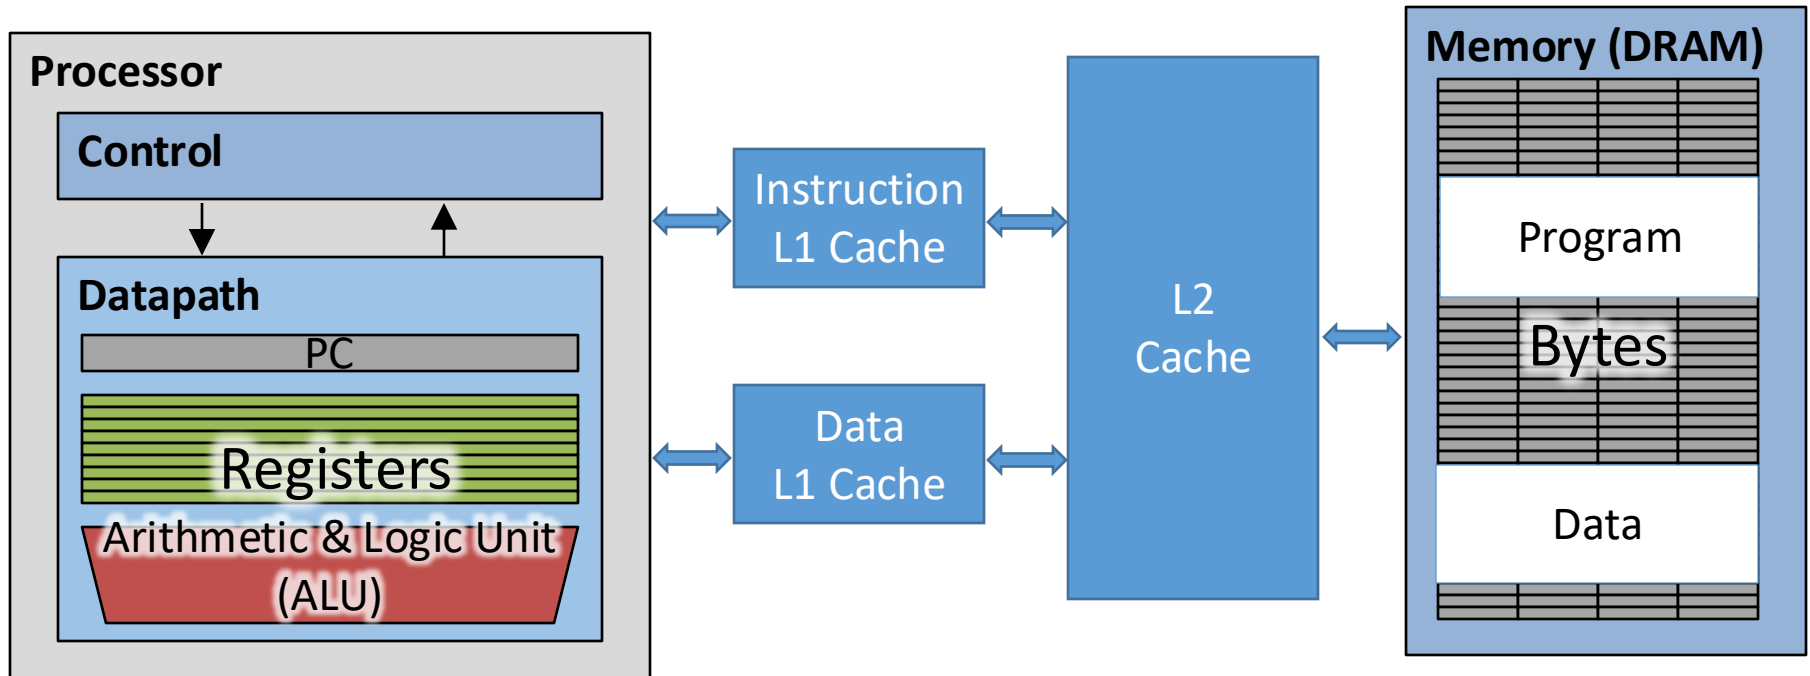 Processor
Control
Datapath
PC
Registers
Arithmetic & Logic Unit
(ALU)
Instruction
L1 Cache
Data
L1 Cache
L2
Cache
Memory (DRAM)
Program
Bytes
Data